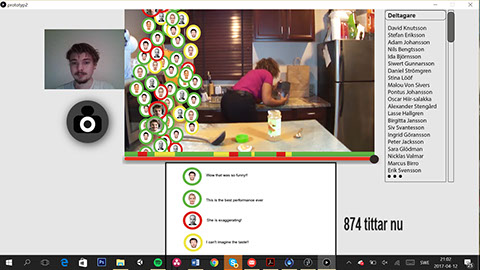 prototyp2
Deltagare
David Knutsson
Stefan Eriksson
Adam Johansson
Nils Bengtsson
Ida Björnsson
Siwert Gunnarsson
Daniel Strömgren
Stina Lööf
Malou Von Sivers
Pontus Johansson
Oscar Hiir-salakka
Alexander Stengård
Lasse Hallgren
Birgitta Jansson
Siv Svantesson
Ingrid Göransson
Peter Jacksson
Sara Glödman
Nicklas Valmar
Marcus Birro
Erik Svensson
Wow that was so funny!!
This is the best performance ever
She is exaggerating!
I can't imagine the taste!!
874 tittar nu
SWE
21:02
2017-04-12